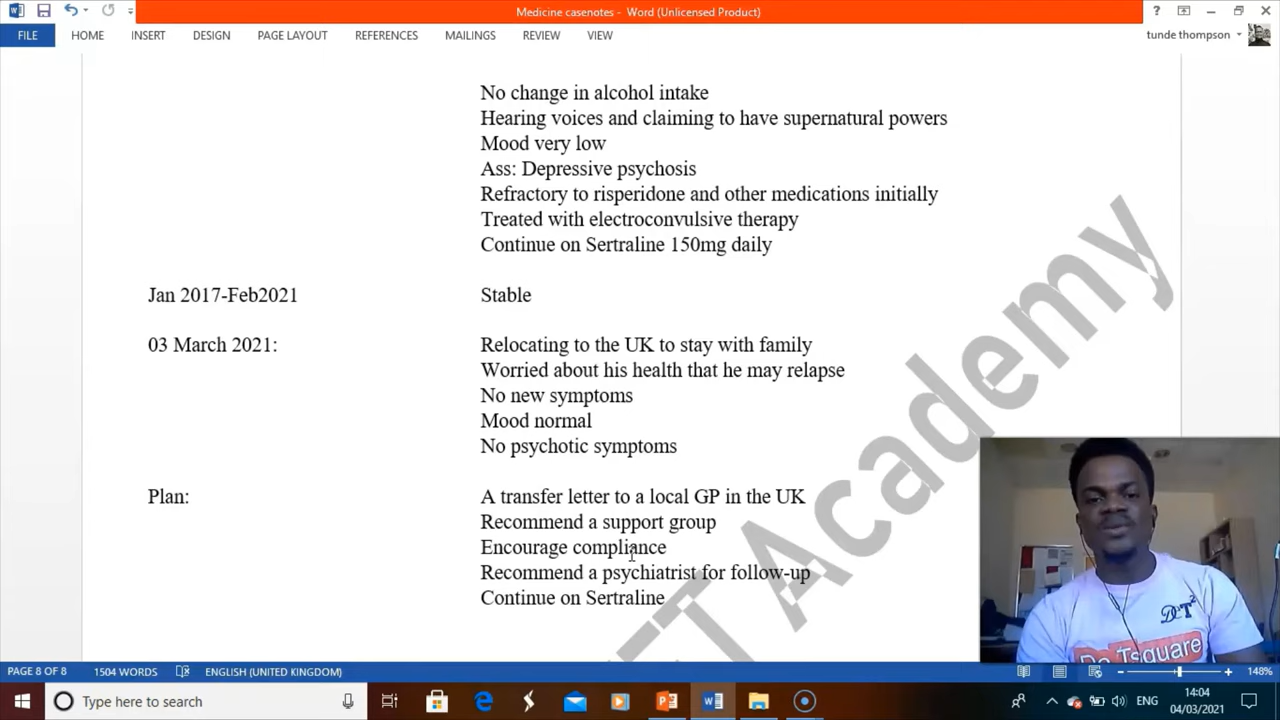 Medicine casenotes - Word (Unlicensed Product)
FILE HOME INSERT DESIGN PAGE LAYOUT REFERENCES MAILINGS REVIEW VIEW tunde thompson
No change in alcohol intake
Hearing voices and claiming to have supernatural powers
Mood very low
Ass: Depressive psychosis
Refractory to risperidone and other medications initially
Treated with electroconvulsive therapy
Continue on Sertraline 150mg daily
Jan 2017-Feb2021 Stable
03 March 2021: Relocating to the UK to stay with family
Worried about his health that he may relapse
No new symptoms
Mood normal
No psychotic symptoms
Plan: A transfer letter to a local GP in the UK
Recommend a support group
Encourage compliance
Recommend a psychiatrist for follow-up
Continue on Sertraline
T Academy
DCT2
Dc Tsquare
PAGE 8 OF 8 1504 WORDS ENGLISH (UNITED KINGDOM) 148%
Type here to search ENG 14:04
04/03/2021